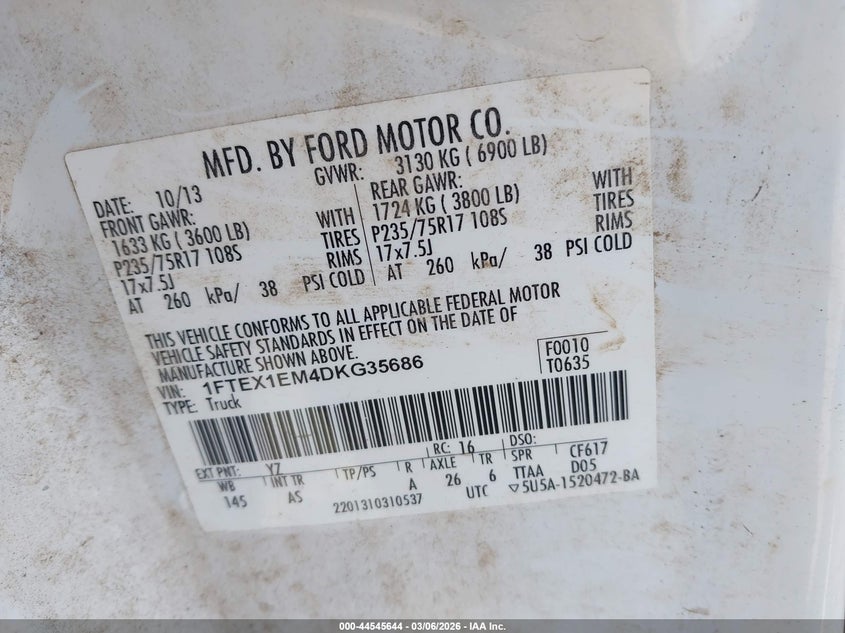 MFD. BY FORD MOTOR CO.
DATE: 10/13 GVWR: 3130 KG ( 6900 LB)
FRONT GAWR: REAR GAWR:
1633 KG ( 3600 LB) WITH 1724 KG ( 3800 LB) WITH
P235/75R17 108S TIRES P235/75R17 108S TIRES
17x7.5J RIMS 17x7.5J RIMS
AT 260 kPa/ 38 PSI COLD AT 260 kPa/ 38 PSI COLD
THIS VEHICLE CONFORMS TO ALL APPLICABLE FEDERAL MOTOR
VEHICLE SAFETY STANDARDS IN EFFECT ON THE DATE OF
MANUFACTURE SHOWN ABOVE.
VIN: 1FTEX1EM4DKG35686 F0010
TYPE: Truck T0635
EXT PNT: Y7 RC: 16 DSO:
WB INT TR TP/PS R AXLE TR SPR CF617
145 AS A 26 6 TTAA D05
2201310310537 UTC ▽5U5A-1520472-BA
000-44545644 | 03/06/2026 - IAA Inc.